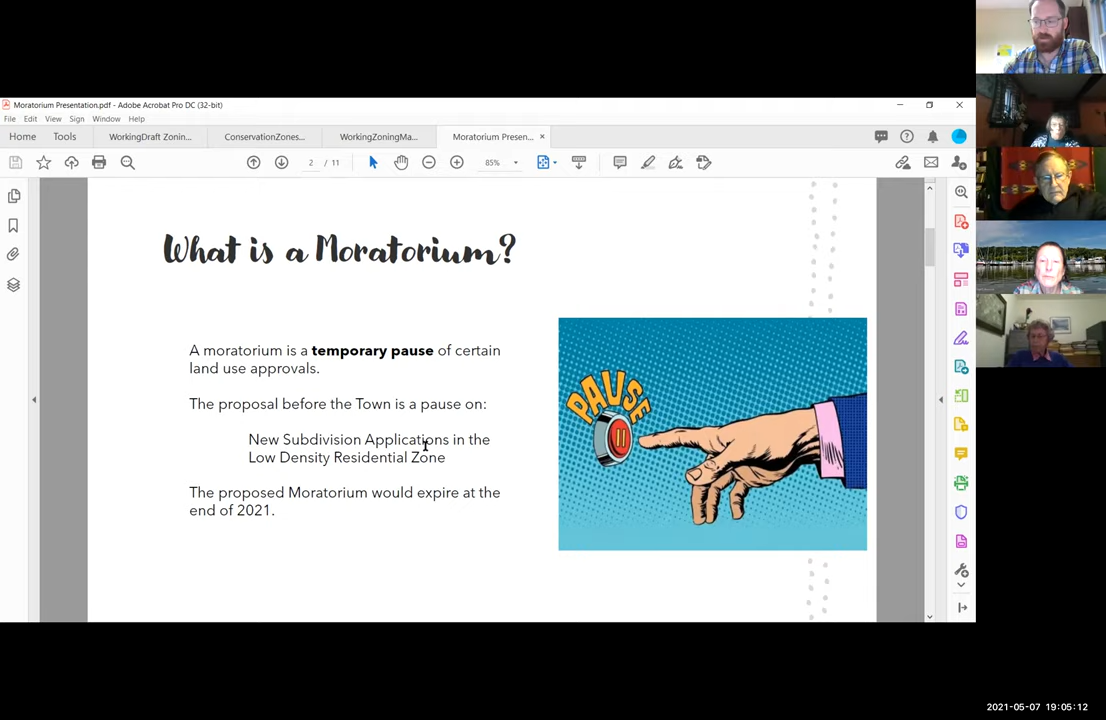 Moratorium Presentation.pdf - Adobe Acrobat Pro DC (32-bit)
File Edit View Sign Window Help
Home Tools WorkingDraft Zonin... ConservationZones... WorkingZoningMa... Moratorium Presen... ×
2 / 11 85%
What is a Moratorium?
A moratorium is a temporary pause of certain
land use approvals.
The proposal before the Town is a pause on:
New Subdivision Applications in the
Low Density Residential Zone
The proposed Moratorium would expire at the
end of 2021.
PAUSE
2021-05-07 19:05:12